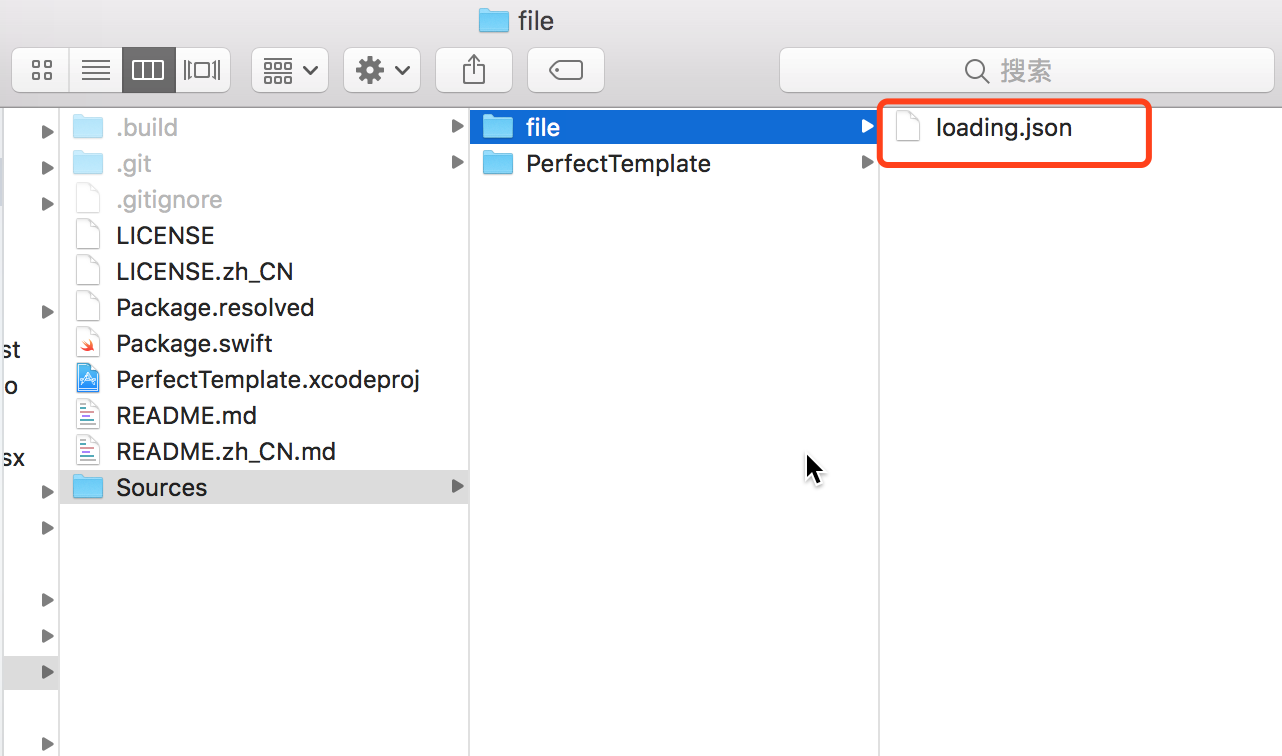 file
搜索
st
o
sx
.build
.git
.gitignore
LICENSE
LICENSE.zh_CN
Package.resolved
Package.swift
PerfectTemplate.xcodeproj
README.md
README.zh_CN.md
Sources
file
PerfectTemplate
loading.json